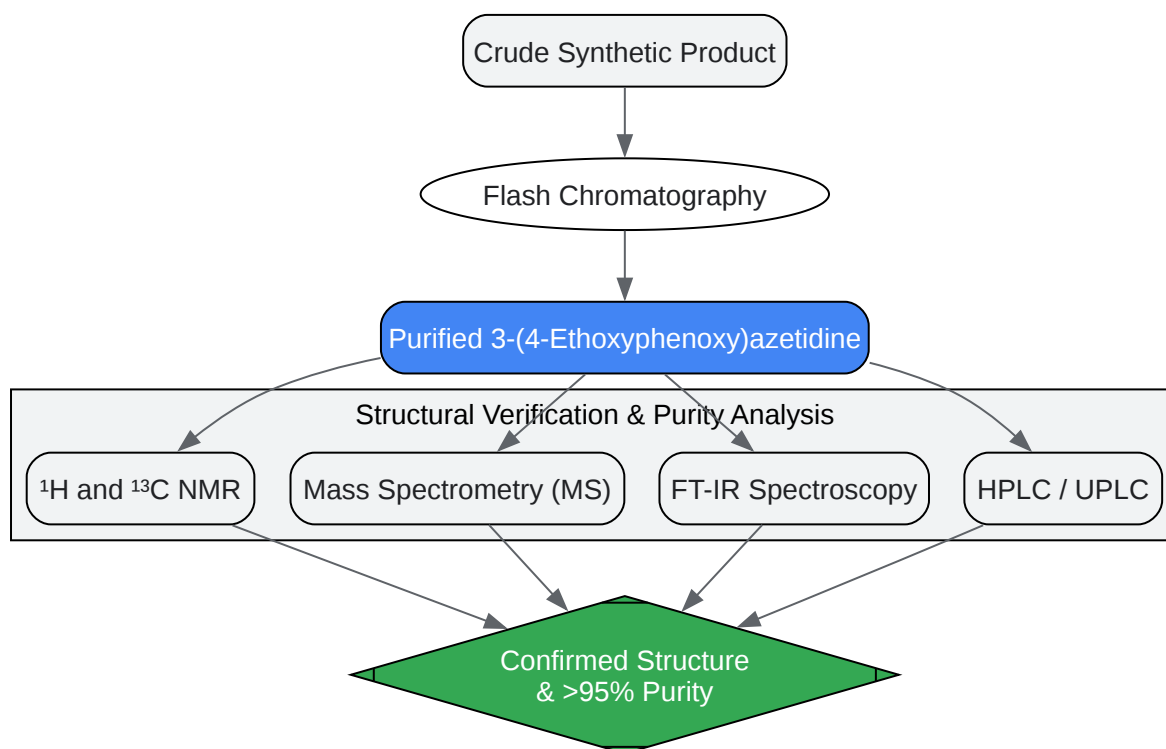 Crude Synthetic Product
Flash Chromatography
Purified 3-(4-Ethoxyphenoxy)azetidine
Structural Verification & Purity Analysis
¹H and ¹³C NMR
Mass Spectrometry (MS)
FT-IR Spectroscopy
HPLC / UPLC
Confirmed Structure
& >95% Purity